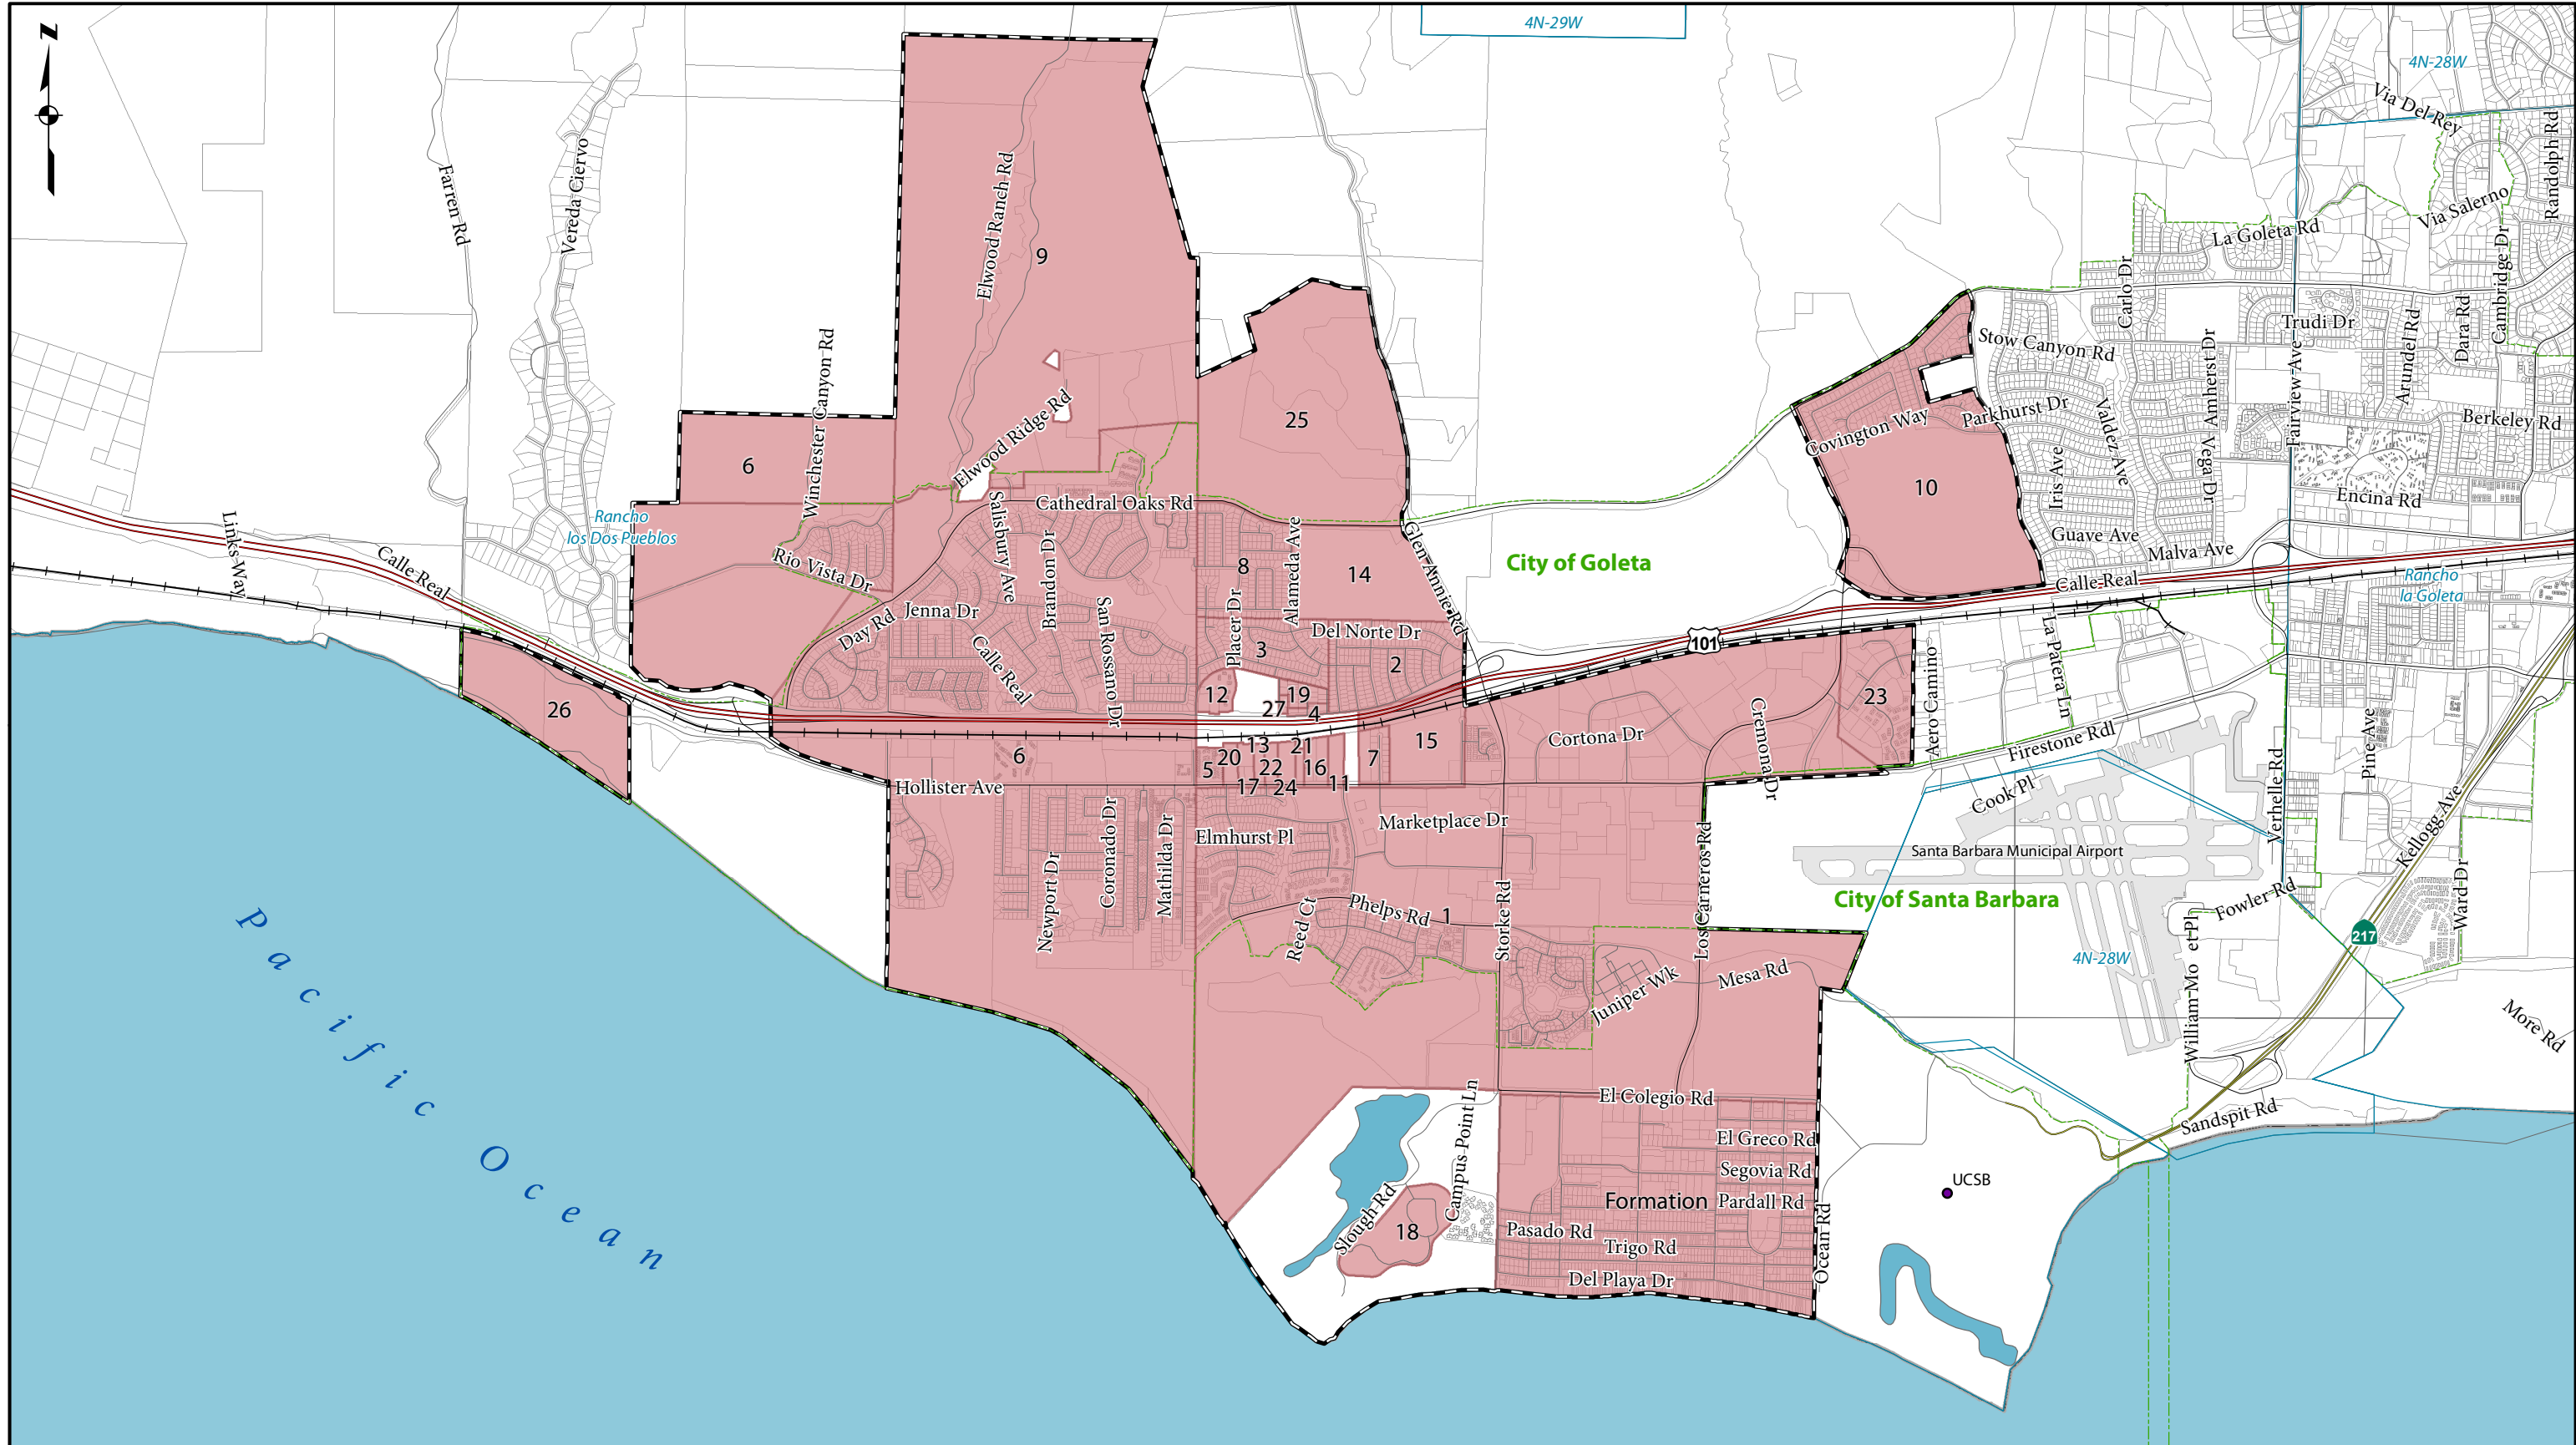 N
4N-29W
4N-28W
Via Del Rey
Randolph Rd
Farren Rd
Vereda Ciervo
Elwood Ranch Rd
9
Via Salerno
La Goleta Rd
Cambridge Dr
Carlo Dr
Winchester Canyon Rd
Stow Canyon Rd
Trudi Dr
Arundel Rd
Dara Rd
Amherst Dr
Fairview Ave
Elwood Ridge Rd
25
Covington Way
Parkhurst Dr
Valdez Ave
Vega Dr
Berkeley Rd
6
10
Iris Ave
Encina Rd
Cathedral Oaks Rd
Salisbury Ave
Rancho
los Dos Pueblos
Links Way
Calle Real
Rio Vista Dr
Brandon Dr
8
Alameda Ave
14
Glen Annie Rd
City of Goleta
Guave Ave
Malva Ave
Calle Real
Rancho
la Goleta
Day Rd
Jenna Dr
San Rossano Dr
Placer Dr
3
Del Norte Dr
2
101
La Patera Ln
Calle Real
12
27
19
4
26
23
Aero Camino
Firestone Rdl
Pine Ave
6
13
21
20
5
22
16
7
15
17
24
11
Cortona Dr
Cremona Dr
Hollister Ave
Cook Pl
Verhelle Rd
Kellogg Ave
Newport Dr
Coronado Dr
Mathilda Dr
Elmhurst Pl
Marketplace Dr
Los Carneros Rd
Santa Barbara Municipal Airport
City of Santa Barbara
Ward Dr
Fowler Rd
217
Reed Ct
Phelps Rd
1
Storke Rd
4N-28W
William Mo et Pl
Juniper Wk
Mesa Rd
More Rd
Pacific Ocean
El Colegio Rd
Campus Point Ln
El Greco Rd
Sandspit Rd
Segovia Rd
UCSB
Formation
Pardall Rd
Slough Rd
18
Pasado Rd
Trigo Rd
Ocean Rd
Del Playa Dr